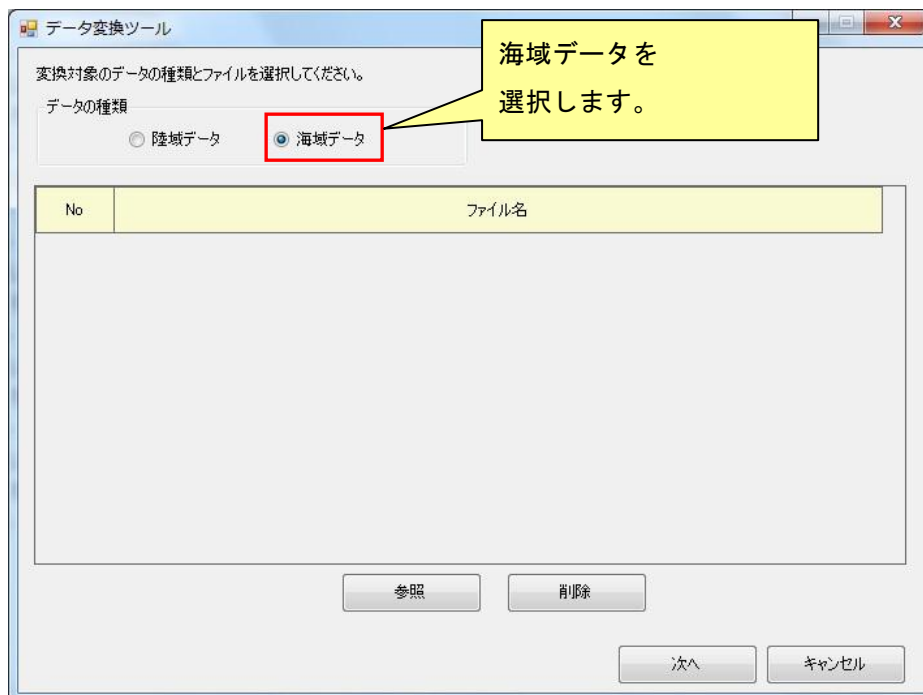 データ変換ツール
海域データを
選択します。
変換対象のデータの種類とファイルを選択してください。
データの種類
陸域データ
海域データ
No
ファイル名
参照
削除
次へ
キャンセル